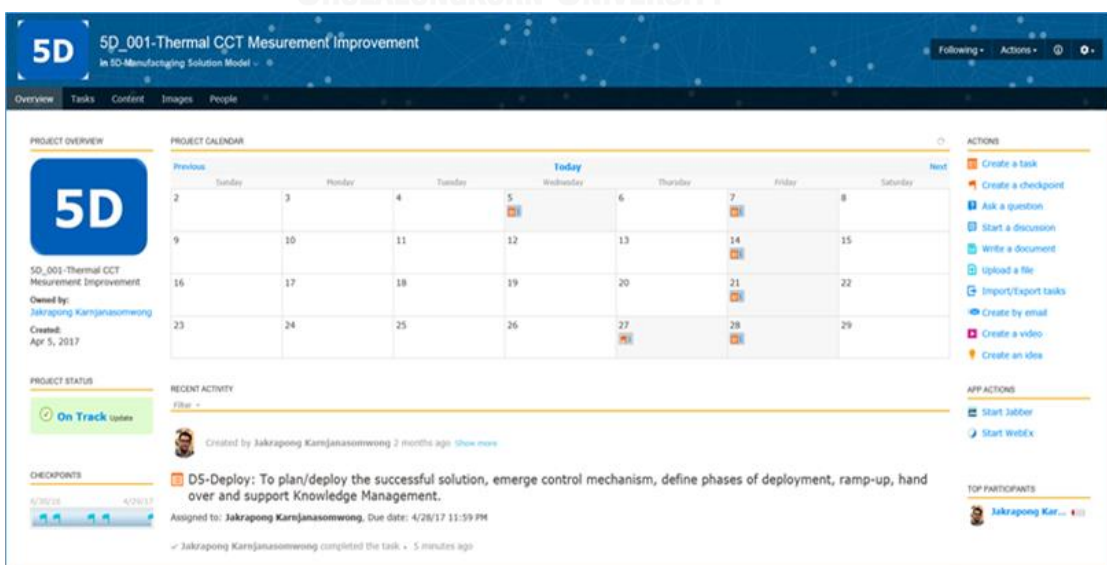 5D
5D_001-Thermal CCT Mesurement Improvement
in 5D-Manufactuging Solution Model
Following Actions
Overview Tasks Content Images People
PROJECT OVERVIEW
5D
5D_001-Thermal CCT
Mesurement Improvement
Owned by:
Jakrapong Karnjanasomwong
Created:
Apr 5, 2017
PROJECT STATUS
On Track Update
CHECKPOINTS
4/29/17
PROJECT CALENDAR
Previous Today Next
Sunday Monday Tuesday Wednesday Thursday Friday Saturday
2 3 4 5 6 7 8
9 10 11 12 13 14 15
16 17 18 19 20 21 22
23 24 25 26 27 28 29
RECENT ACTIVITY
Filter
Created by Jakrapong Karnjanasomwong 2 months ago Show more
D5-Deploy: To plan/deploy the successful solution, emerge control mechanism, define phases of deployment, ramp-up, hand
over and support Knowledge Management.
Assigned to: Jakrapong Karnjanasomwong, Due date: 4/28/17 11:59 PM
Jakrapong Karnjanasomwong completed the task • 5 minutes ago
ACTIONS
Create a task
Create a checkpoint
Ask a question
Start a discussion
Write a document
Upload a file
Import/Export tasks
Create by email
Create a video
Create an idea
APP ACTIONS
Start Jabber
Start WebEx
TOP PARTICIPANTS
Jakrapong Kar...